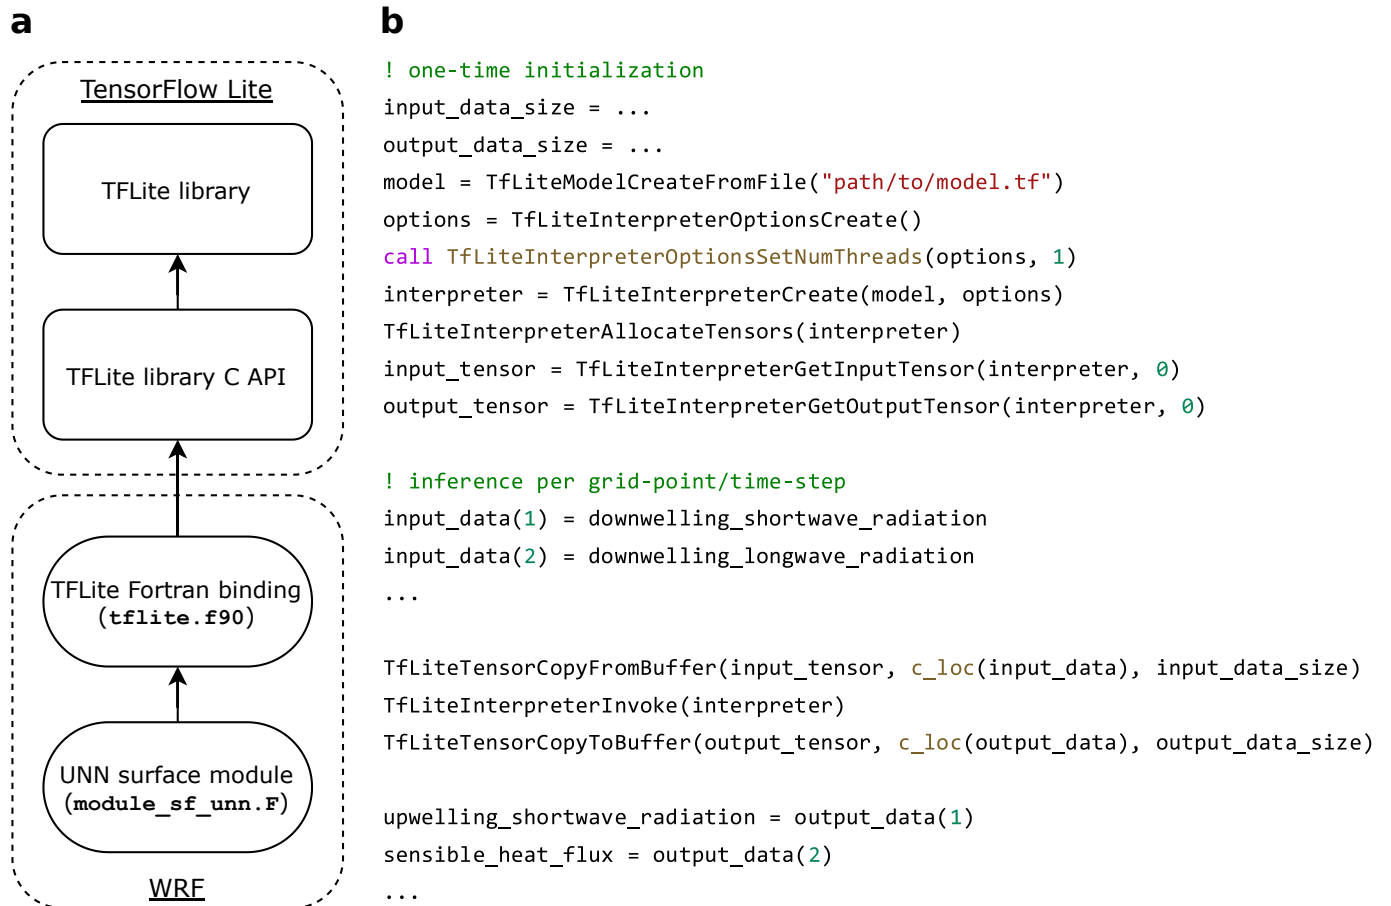 a
TensorFlow Lite
TFLite library
TFLite library C API
TFLite Fortran binding
(tflite.f90)
UNN surface module
(module_sf_unn.F)
WRF
b
! one-time initialization
input_data_size = ...
output_data_size = ...
model = TfLiteModelCreateFromFile("path/to/model.tf")
options = TfLiteInterpreterOptionsCreate()
call TfLiteInterpreterOptionsSetNumThreads(options, 1)
interpreter = TfLiteInterpreterCreate(model, options)
TfLiteInterpreterAllocateTensors(interpreter)
input_tensor = TfLiteInterpreterGetInputTensor(interpreter, 0)
output_tensor = TfLiteInterpreterGetOutputTensor(interpreter, 0)
! inference per grid-point/time-step
input_data(1) = downwelling_shortwave_radiation
input_data(2) = downwelling_longwave_radiation
...
TfLiteTensorCopyFromBuffer(input_tensor, c_loc(input_data), input_data_size)
TfLiteInterpreterInvoke(interpreter)
TfLiteTensorCopyToBuffer(output_tensor, c_loc(output_data), output_data_size)
upwelling_shortwave_radiation = output_data(1)
sensible_heat_flux = output_data(2)
...